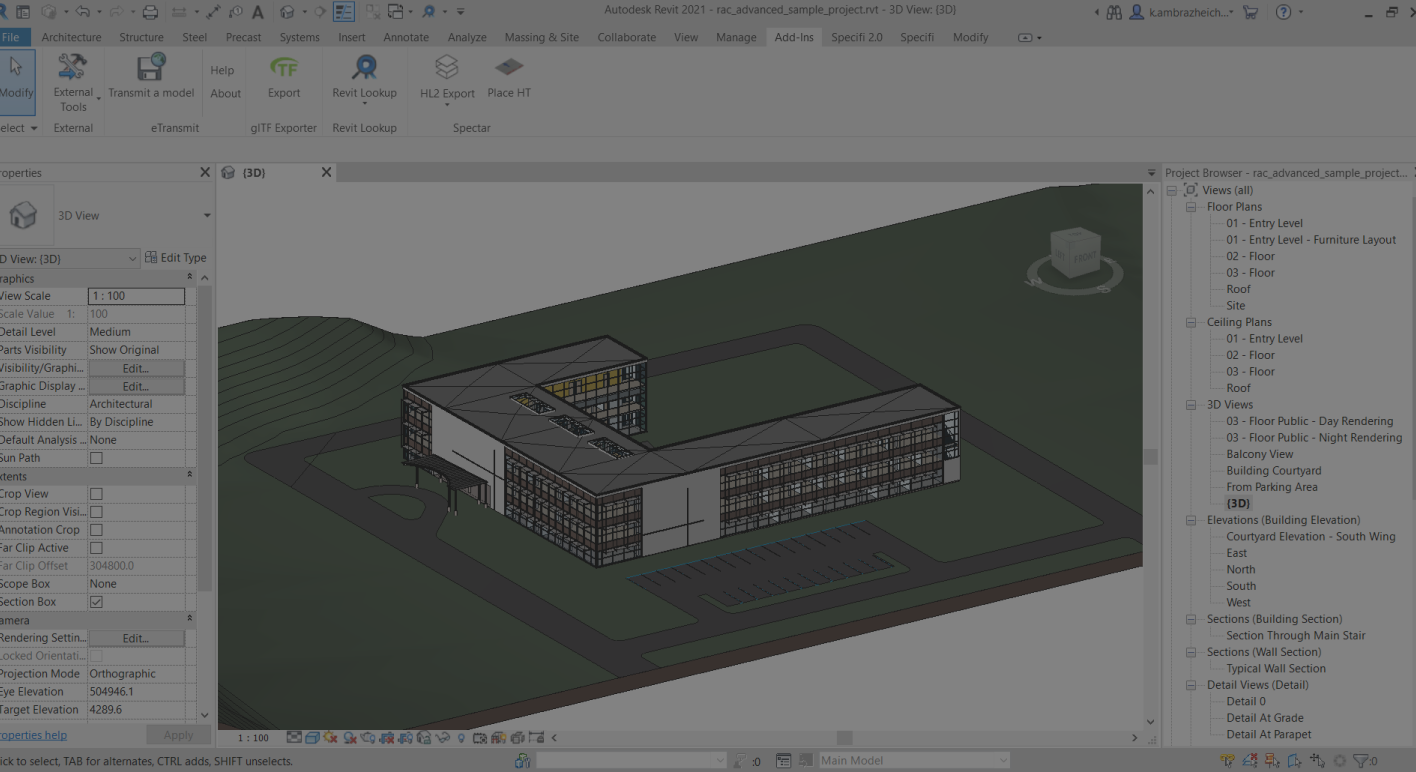 Autodesk Revit 2021 - rac_advanced_sample_project.rvt - 3D View: {3D}
k.ambrazheich...
File Architecture Structure Steel Precast Systems Insert Annotate Analyze Massing & Site Collaborate View Manage Add-Ins Specifi 2.0 Specifi Modify
Modify
External Tools
Transmit a model
Help
About
Export
Revit Lookup
HL2 Export
Place HT
elect
External
eTransmit
glTF Exporter
Revit Lookup
Spectar
roperties
3D View
D View: {3D}
Edit Type
raphics
View Scale 1 : 100
Scale Value 1: 100
Detail Level Medium
Parts Visibility Show Original
Visibility/Graphi... Edit...
Graphic Display ... Edit...
Discipline Architectural
Show Hidden Li... By Discipline
Default Analysis ... None
Sun Path
xtents
Crop View
Crop Region Visi...
Annotation Crop
Far Clip Active
Far Clip Offset 304800.0
Scope Box None
Section Box
amera
Rendering Settin... Edit...
Locked Orientati...
Projection Mode Orthographic
Eye Elevation 504946.1
Target Elevation 4289.6
roperties help
Apply
{3D}
FRONT
1 : 100
Project Browser - rac_advanced_sample_project...
Views (all)
Floor Plans
01 - Entry Level
01 - Entry Level - Furniture Layout
02 - Floor
03 - Floor
Roof
Site
Ceiling Plans
01 - Entry Level
02 - Floor
03 - Floor
Roof
3D Views
03 - Floor Public - Day Rendering
03 - Floor Public - Night Rendering
Balcony View
Building Courtyard
From Parking Area
{3D}
Elevations (Building Elevation)
Courtyard Elevation - South Wing
East
North
South
West
Sections (Building Section)
Section Through Main Stair
Sections (Wall Section)
Typical Wall Section
Detail Views (Detail)
Detail 0
Detail At Grade
Detail At Parapet
ick to select, TAB for alternates, CTRL adds, SHIFT unselects.
:0
Main Model
:0